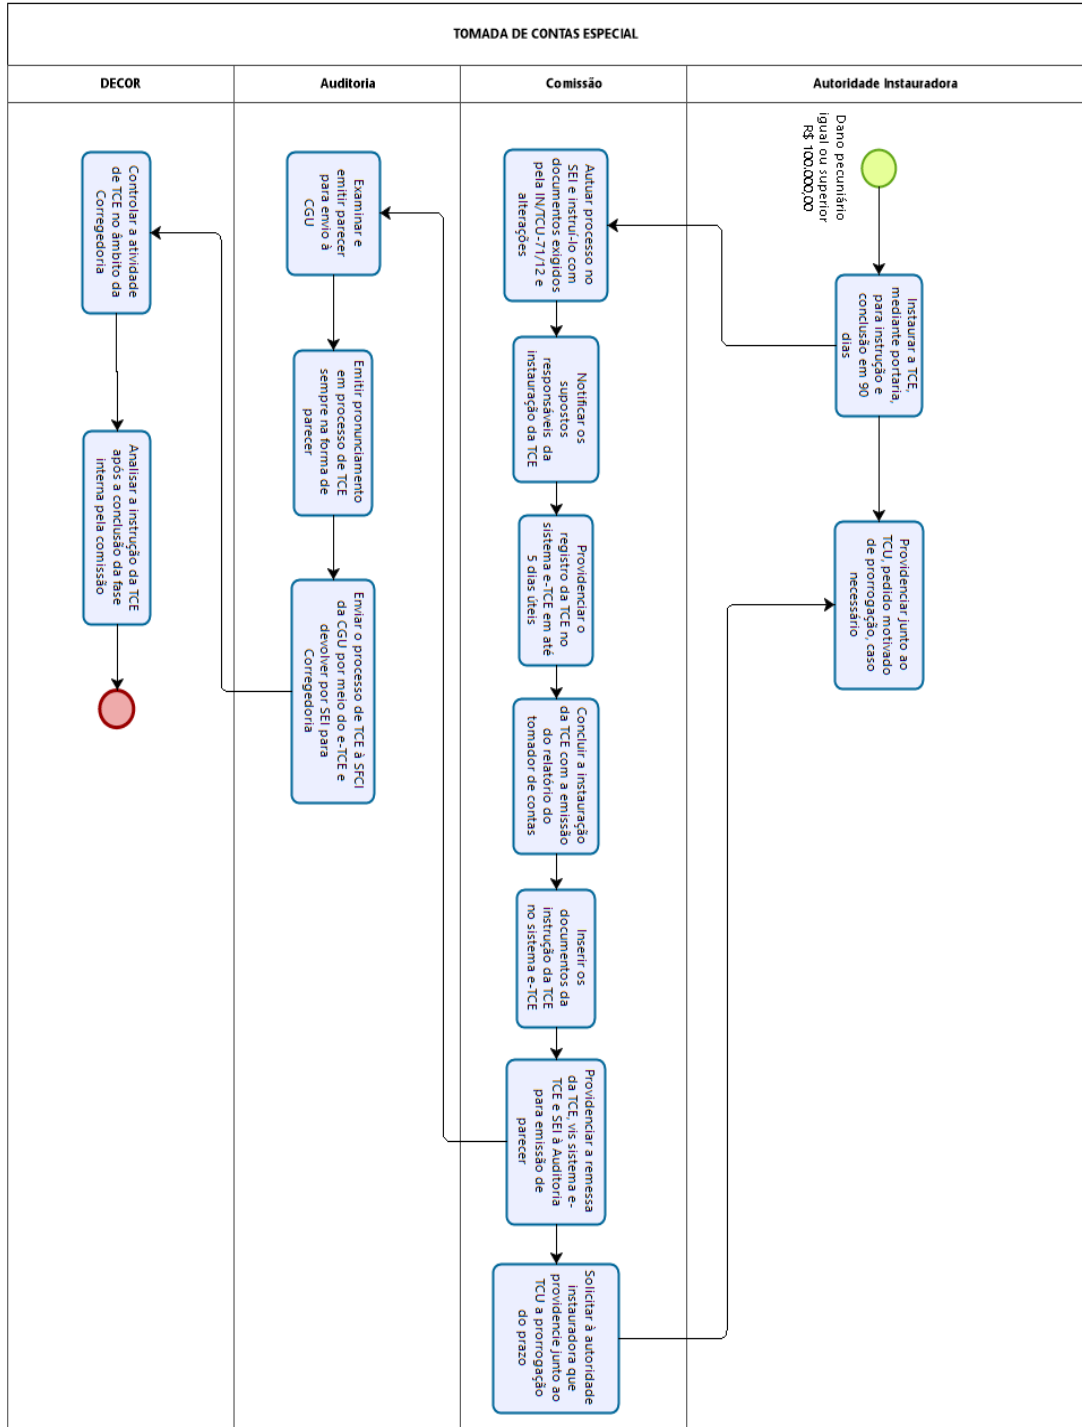 TOMADA DE CONTAS ESPECIAL
DECOR
Auditoria
Comissão
Autoridade Instauradora
Dano pecuniário
igual ou superior
R$ 100.000,00
Instaurar a TCE,
mediante portaria,
para instrução e
conclusão em 90
dias
Providenciar junto ao
TCU, pedido motivado
de prorrogação, caso
necessário
Autuar processo no
SEI e instruí-lo com
documentos exigidos
pela IN/TCU-71/12 e
alterações
Notificar os
supostos
responsáveis da
instauração da TCE
Providenciar o
registro da TCE no
sistema e-TCE em até
5 dias úteis
Concluir a instauração
da TCE com a emissão
do relatório do
tomador de contas
Inserir os
documentos da
instrução da TCE
no sistema e-TCE
Providenciar a remessa
da TCE, vis sistema e-
TCE e SEI à Auditoria
para emissão de
parecer
Solicitar à autoridade
instauradora que
providencie junto ao
TCU a prorrogação
do prazo
Examinar e
emitir parecer
para envio à
CGU
Emitir pronunciamento
em processo de TCE
sempre na forma de
parecer
Enviar o processo de TCE à SFCI
da CGU por meio do e-TCE e
devolver por SEI para
Corregedoria
Controlar a atividade
de TCE no âmbito da
Corregedoria
Analisar a instrução da TCE
após a conclusão da fase
interna pela comissão